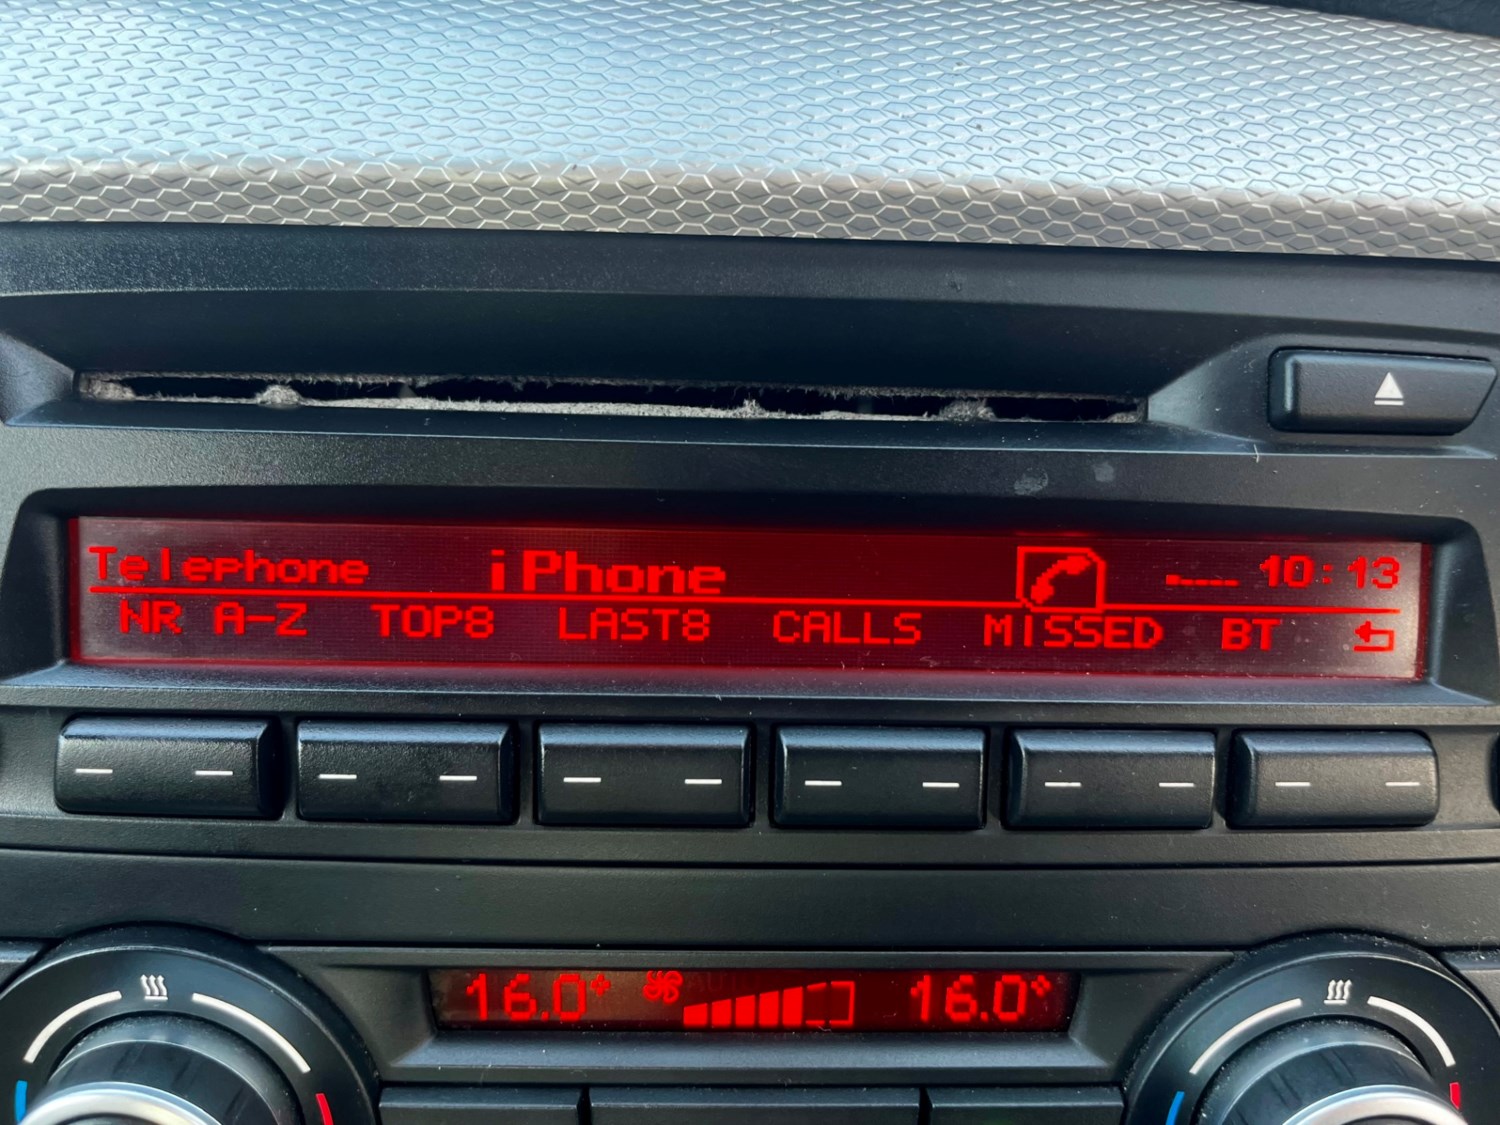 Telephone iPhone 10:13
NR A-Z TOP8 LAST8 CALLS MISSED BT
16.0° 16.0°